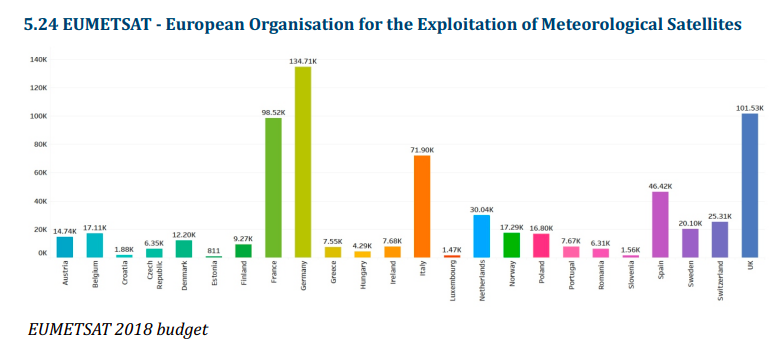 5.24 EUMETSAT - European Organisation for the Exploitation of Meteorological Satellites
140K
120K
100K
80K
60K
40K
20K
0K
14.74K
17.11K
1.88K
6.35K
12.20K
811
9.27K
98.52K
134.71K
7.55K
4.29K
7.68K
71.90K
1.47K
30.04K
17.29K
16.80K
7.67K
6.31K
1.56K
46.42K
20.10K
25.31K
101.53K
Austria
Belgium
Croatia
Czech
Republic
Denmark
Estonia
Finland
France
Germany
Greece
Hungary
Ireland
Italy
Luxembourg
Netherlands
Norway
Poland
Portugal
Romania
Slovenia
Spain
Sweden
Switzerland
UK
EUMETSAT 2018 budget